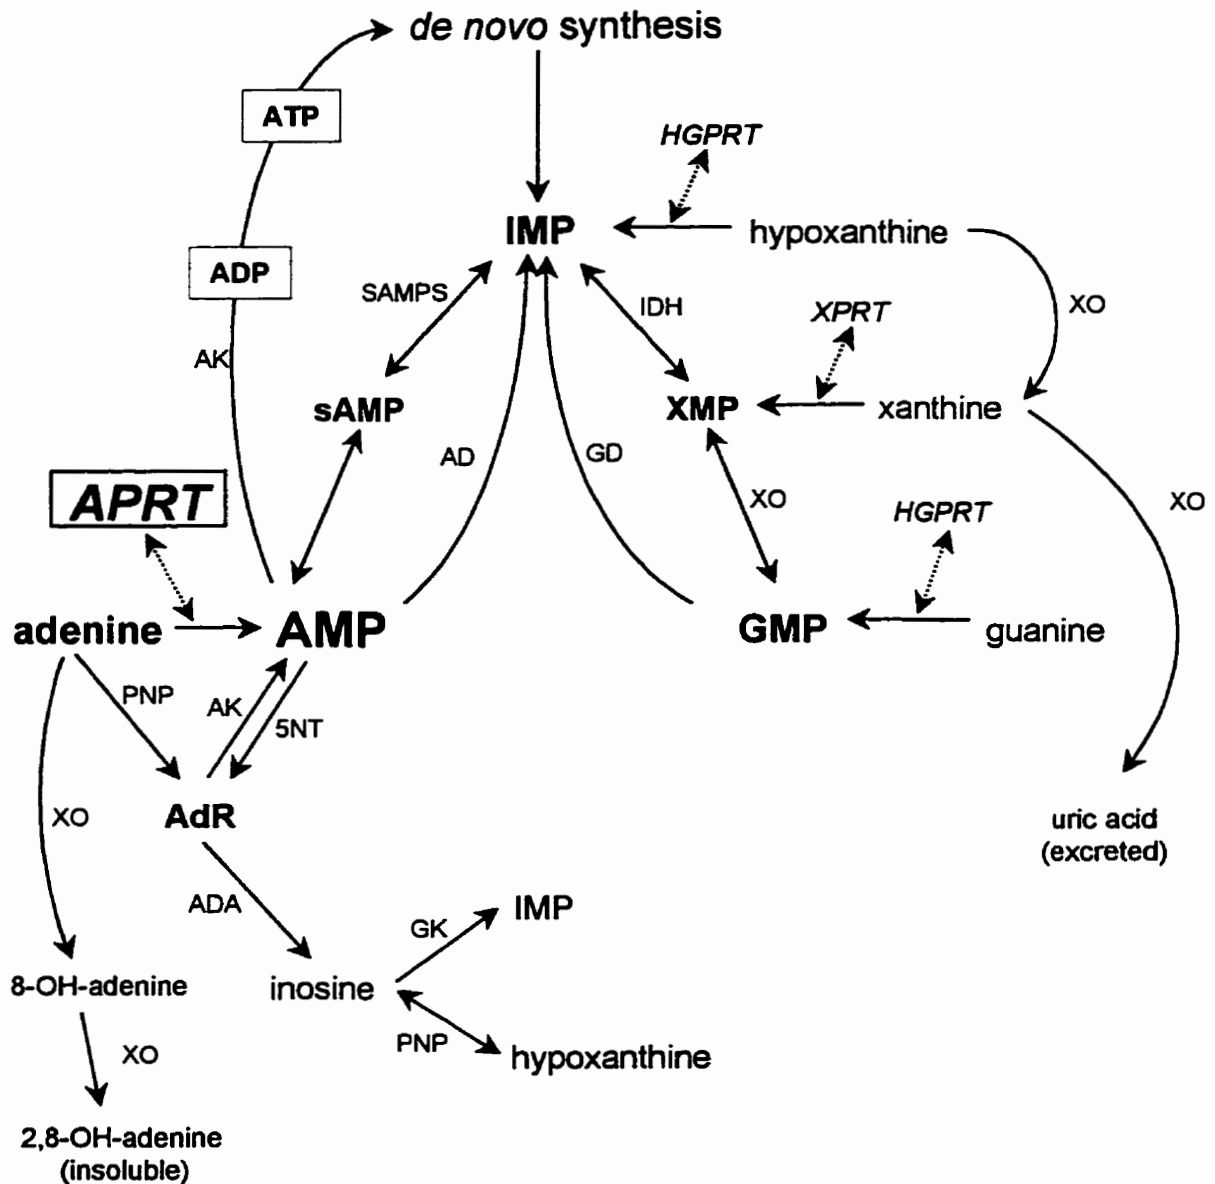 de novo synthesis
ATP
HGPRT
IMP
hypoxanthine
ADP
SAMPS
IDH
XPRT
XO
AK
sAMP
XMP
xanthine
AD
GD
APRT
XO
HGPRT
XO
adenine
AMP
GMP
guanine
PNP
AK
5NT
XO
AdR
uric acid
(excreted)
ADA
GK
IMP
8-OH-adenine
inosine
PNP
hypoxanthine
XO
2,8-OH-adenine
(insoluble)